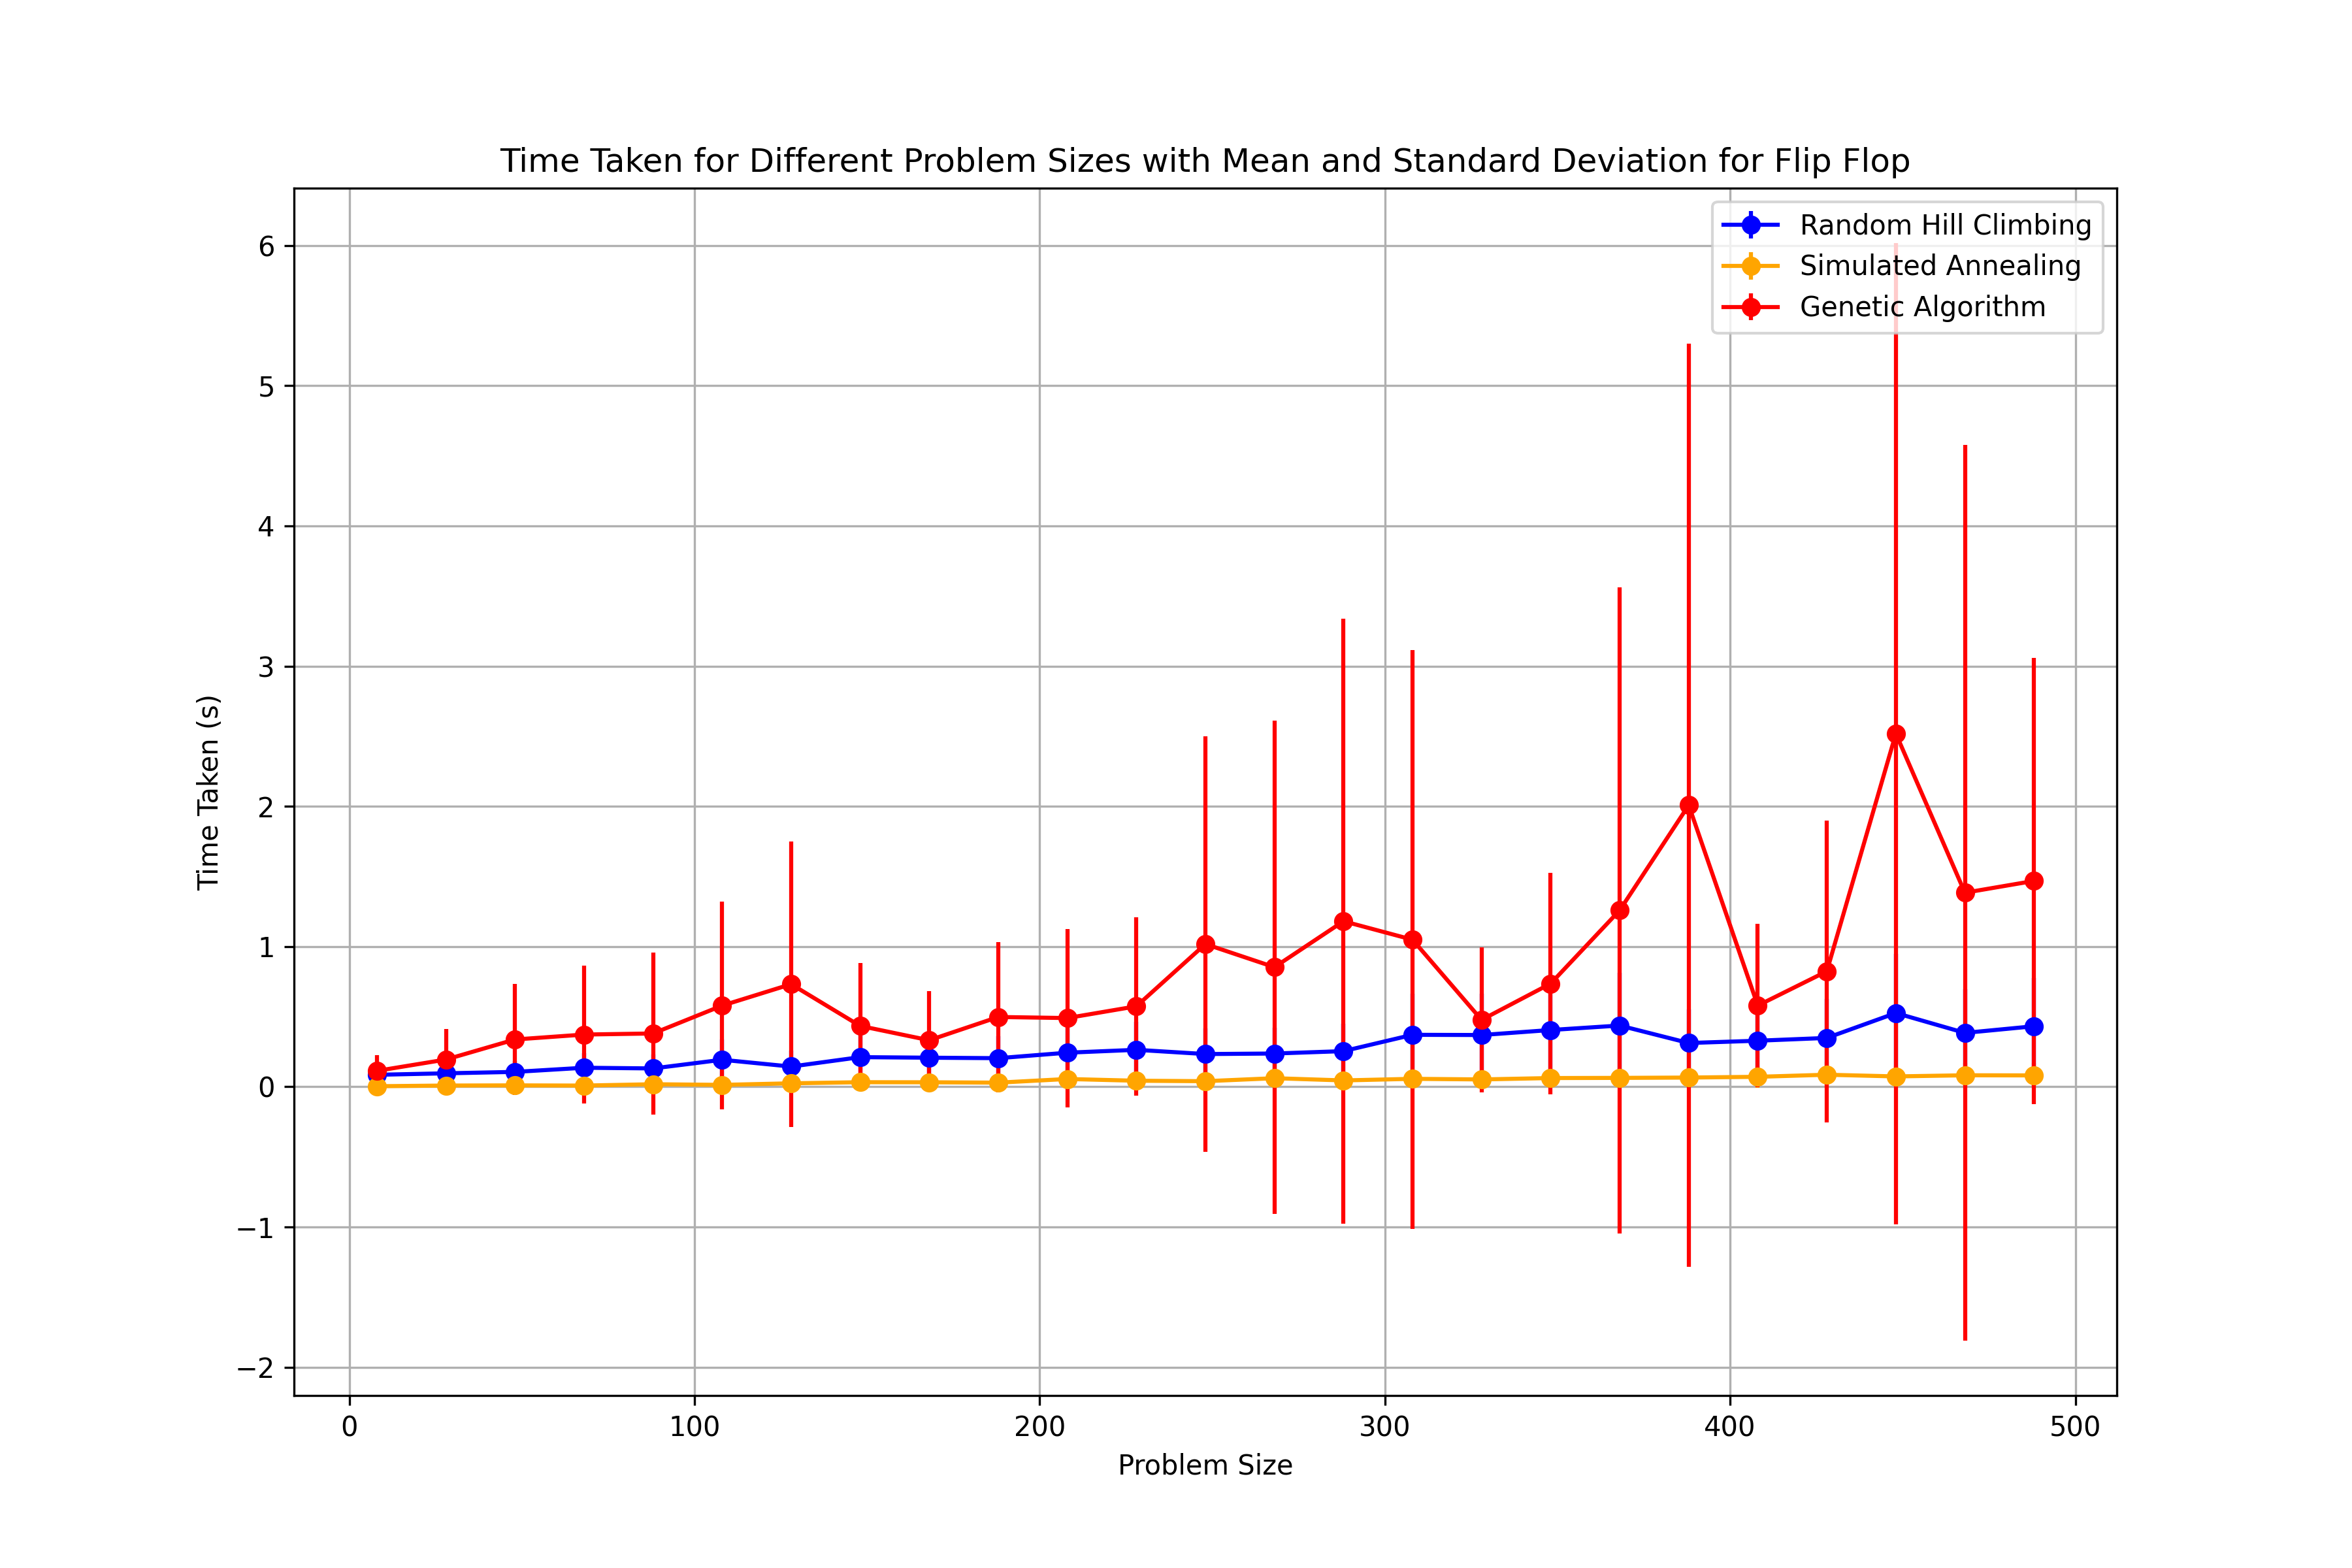 Time Taken for Different Problem Sizes with Mean and Standard Deviation for Flip Flop
Random Hill Climbing
Simulated Annealing
Genetic Algorithm
6
5
4
3
2
1
0
−1
−2
Time Taken (s)
0 100 200 300 400 500
Problem Size